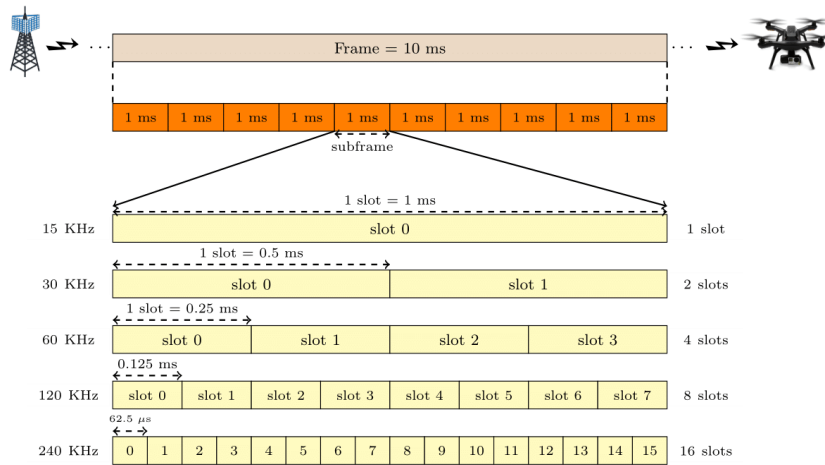 ··· Frame = 10 ms ···
1 ms 1 ms 1 ms 1 ms 1 ms 1 ms 1 ms 1 ms 1 ms 1 ms
subframe
1 slot = 1 ms
15 KHz slot 0 1 slot
1 slot = 0.5 ms
30 KHz slot 0 slot 1 2 slots
1 slot = 0.25 ms
60 KHz slot 0 slot 1 slot 2 slot 3 4 slots
0.125 ms
120 KHz slot 0 slot 1 slot 2 slot 3 slot 4 slot 5 slot 6 slot 7 8 slots
62.5 μs
240 KHz 0 1 2 3 4 5 6 7 8 9 10 11 12 13 14 15 16 slots